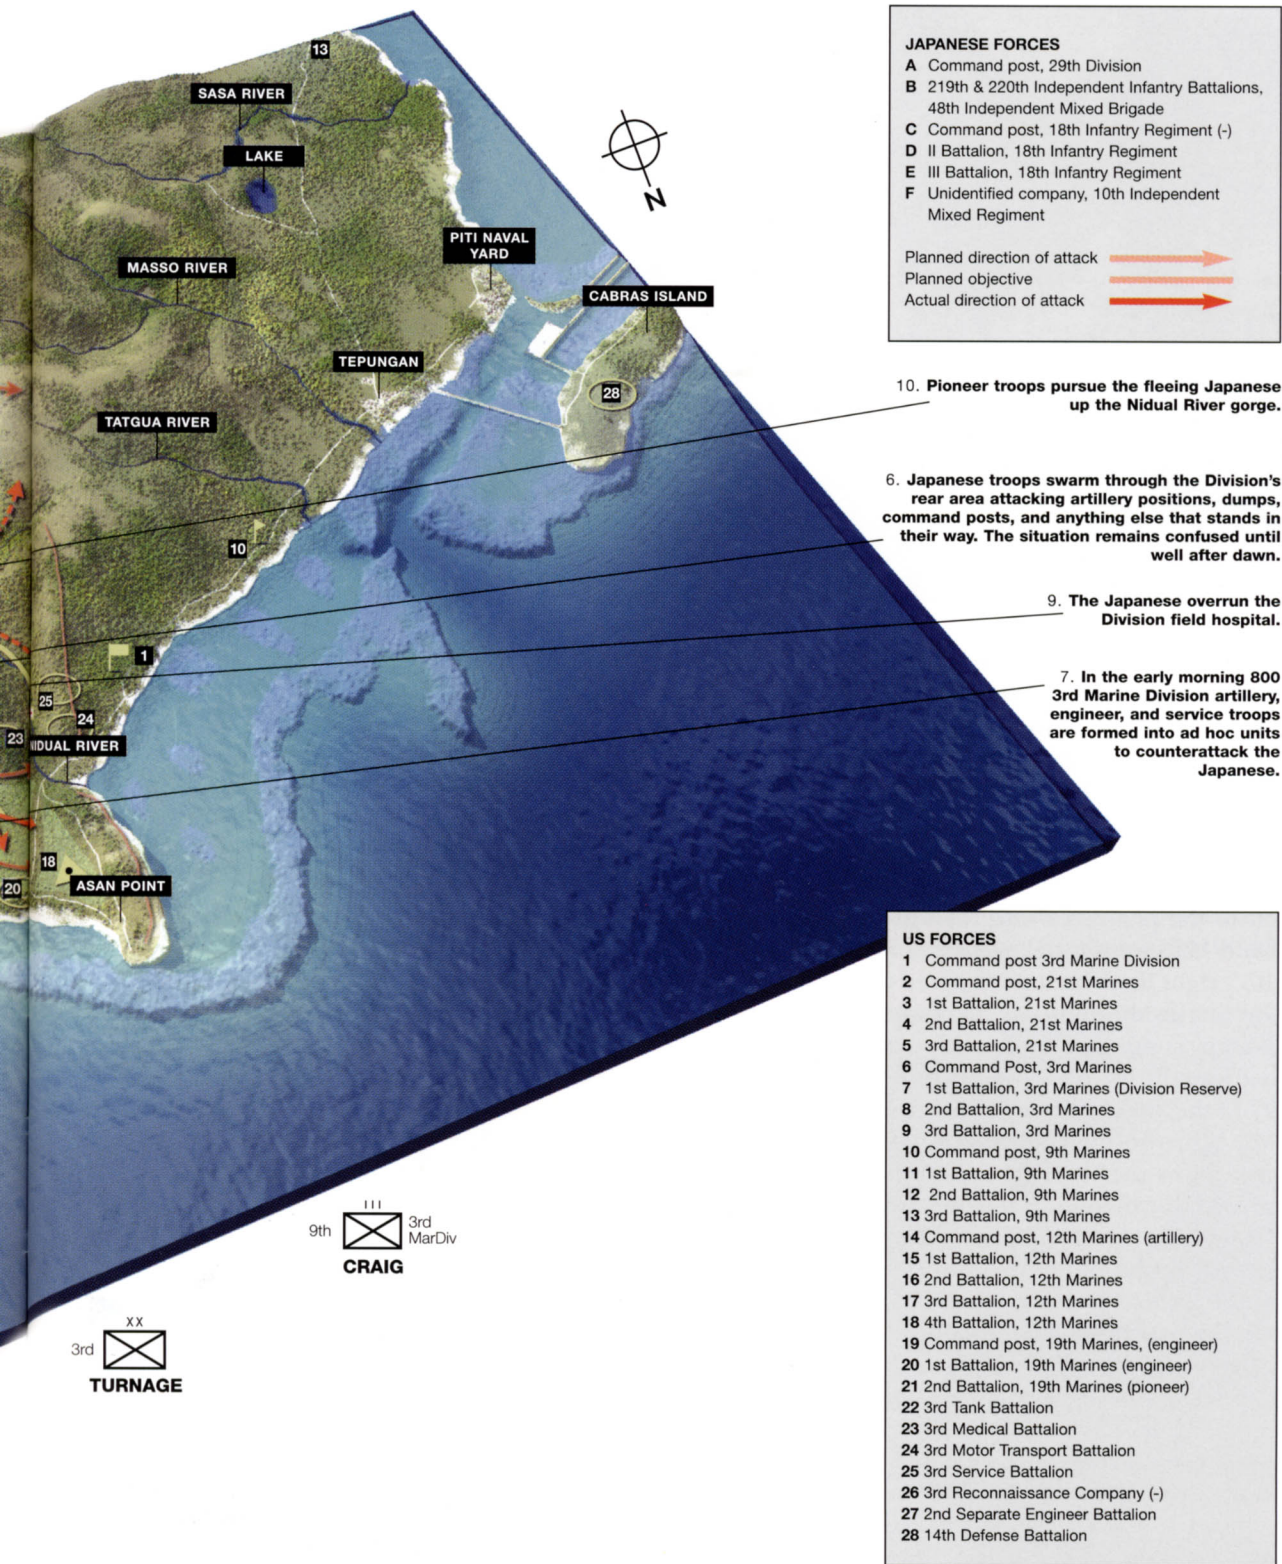 JAPANESE FORCES
A Command post, 29th Division
B 219th & 220th Independent Infantry Battalions,
48th Independent Mixed Brigade
C Command post, 18th Infantry Regiment (-)
D II Battalion, 18th Infantry Regiment
E III Battalion, 18th Infantry Regiment
F Unidentified company, 10th Independent
Mixed Regiment
Planned direction of attack
Planned objective
Actual direction of attack
13
SASA RIVER
LAKE
N
PITI NAVAL
YARD
MASSO RIVER
CABRAS ISLAND
TEPUNGAN
28
TATGUA RIVER
10
1
25
24
23
NIDUAL RIVER
18
20
ASAN POINT
10. Pioneer troops pursue the fleeing Japanese
up the Nidual River gorge.
6. Japanese troops swarm through the Division's
rear area attacking artillery positions, dumps,
command posts, and anything else that stands in
their way. The situation remains confused until
well after dawn.
9. The Japanese overrun the
Division field hospital.
7. In the early morning 800
3rd Marine Division artillery,
engineer, and service troops
are formed into ad hoc units
to counterattack the
Japanese.
US FORCES
1 Command post 3rd Marine Division
2 Command post, 21st Marines
3 1st Battalion, 21st Marines
4 2nd Battalion, 21st Marines
5 3rd Battalion, 21st Marines
6 Command Post, 3rd Marines
7 1st Battalion, 3rd Marines (Division Reserve)
8 2nd Battalion, 3rd Marines
9 3rd Battalion, 3rd Marines
10 Command post, 9th Marines
11 1st Battalion, 9th Marines
12 2nd Battalion, 9th Marines
13 3rd Battalion, 9th Marines
14 Command post, 12th Marines (artillery)
15 1st Battalion, 12th Marines
16 2nd Battalion, 12th Marines
17 3rd Battalion, 12th Marines
18 4th Battalion, 12th Marines
19 Command post, 19th Marines, (engineer)
20 1st Battalion, 19th Marines (engineer)
21 2nd Battalion, 19th Marines (pioneer)
22 3rd Tank Battalion
23 3rd Medical Battalion
24 3rd Motor Transport Battalion
25 3rd Service Battalion
26 3rd Reconnaissance Company (-)
27 2nd Separate Engineer Battalion
28 14th Defense Battalion
III
9th 3rd
MarDiv
CRAIG
XX
3rd
TURNAGE